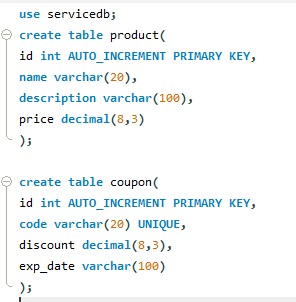 use servicedb;
create table product(
id int AUTO_INCREMENT PRIMARY KEY,
name varchar(20),
description varchar(100),
price decimal(8,3)
);
create table coupon(
id int AUTO_INCREMENT PRIMARY KEY,
code varchar(20) UNIQUE,
discount decimal(8,3),
exp_date varchar(100)
);